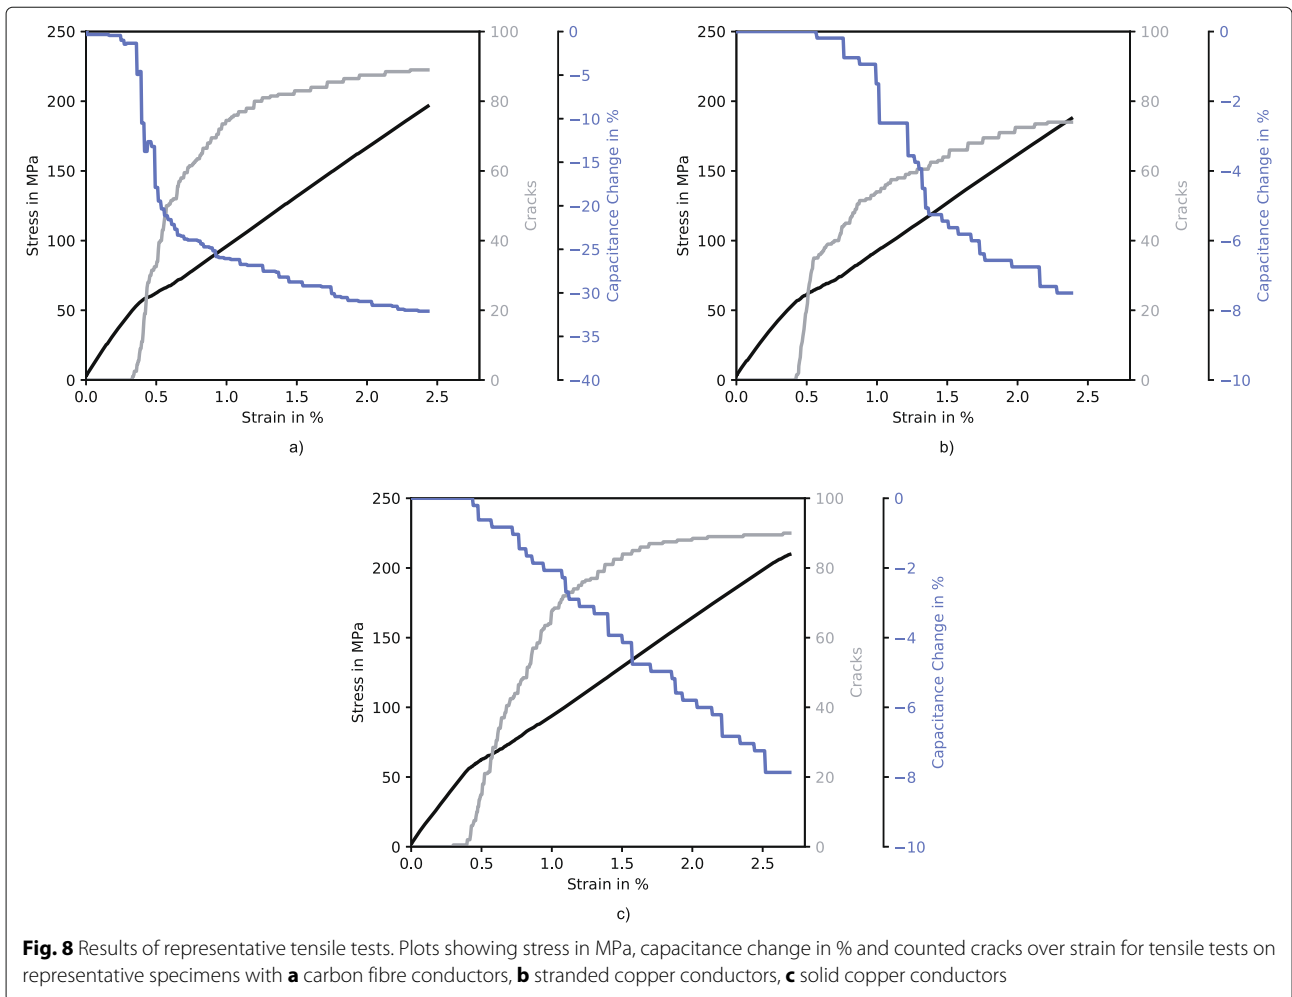 250
200
150
100
50
0
Stress in MPa
0.0 0.5 1.0 1.5 2.0 2.5
Strain in %
100
80
60
40
20
0
Cracks
0
−5
−10
−15
−20
−25
−30
−35
−40
Capacitance Change in %
a)
250
200
150
100
50
0
Stress in MPa
0.0 0.5 1.0 1.5 2.0 2.5
Strain in %
100
80
60
40
20
0
Cracks
0
−2
−4
−6
−8
−10
Capacitance Change in %
b)
250
200
150
100
50
0
Stress in MPa
0.0 0.5 1.0 1.5 2.0 2.5
Strain in %
100
80
60
40
20
0
Cracks
0
−2
−4
−6
−8
−10
Capacitance Change in %
c)
Fig. 8 Results of representative tensile tests. Plots showing stress in MPa, capacitance change in % and counted cracks over strain for tensile tests on
representative specimens with a carbon fibre conductors, b stranded copper conductors, c solid copper conductors